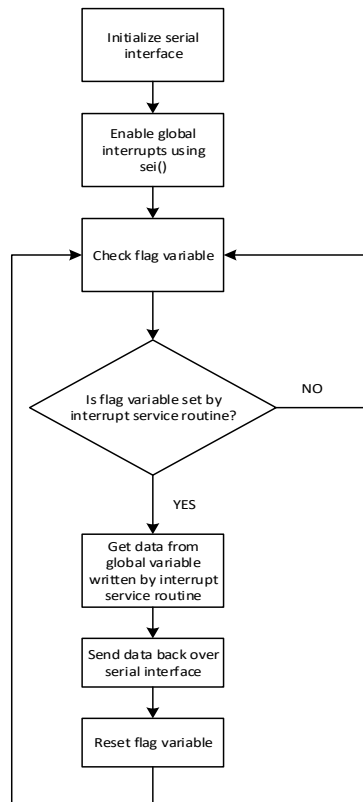 Initialize serial
interface
Enable global
interrupts using
sei()
Check flag variable
Is flag variable set by
interrupt service routine?
NO
YES
Get data from
global variable
written by interrupt
service routine
Send data back over
serial interface
Reset flag variable